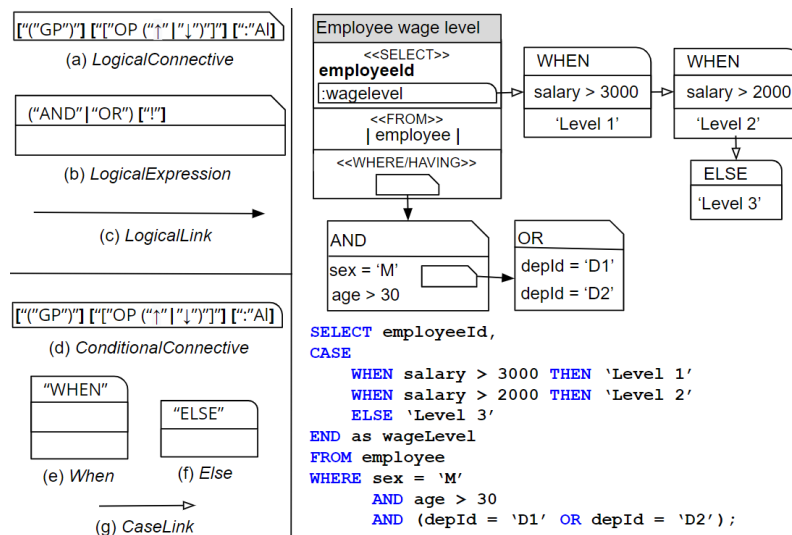 ["("GP")"] ["["OP ("↑"|"↓")"]"] [":"Al]
(a) LogicalConnective
("AND"|"OR") ["!"]
(b) LogicalExpression
(c) LogicalLink
["("GP")"] ["["OP ("↑"|"↓")"]"] [":"Al]
(d) ConditionalConnective
"WHEN"
(e) When
"ELSE"
(f) Else
(g) CaseLink
Employee wage level
<<SELECT>>
employeeId
:wagelevel
<<FROM>>
| employee |
<<WHERE/HAVING>>
WHEN
salary > 3000
'Level 1'
WHEN
salary > 2000
'Level 2'
ELSE
'Level 3'
AND
sex = 'M'
age > 30
OR
depId = 'D1'
depId = 'D2'
SELECT employeeId,
CASE
WHEN salary > 3000 THEN 'Level 1'
WHEN salary > 2000 THEN 'Level 2'
ELSE 'Level 3'
END as wageLevel
FROM employee
WHERE sex = 'M'
AND age > 30
AND (depId = 'D1' OR depId = 'D2');